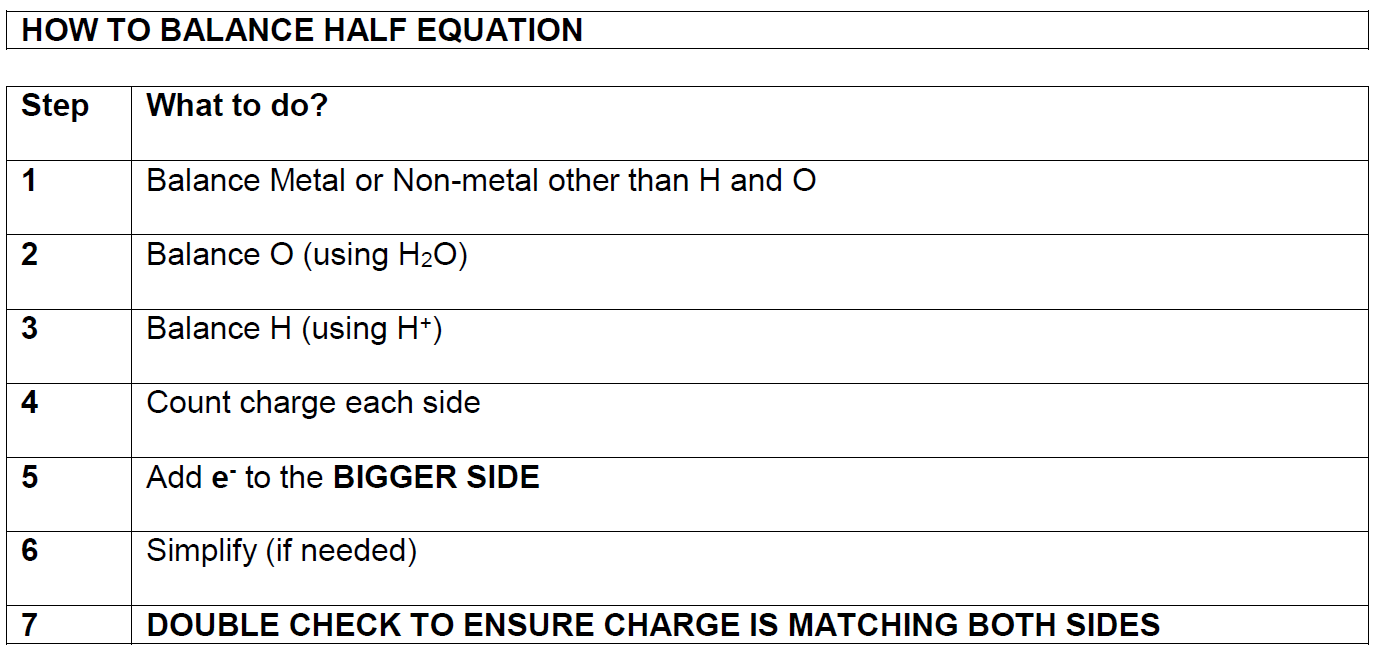 HOW TO BALANCE HALF EQUATION
Step What to do?
1 Balance Metal or Non-metal other than H and O
2 Balance O (using H₂O)
3 Balance H (using H⁺)
4 Count charge each side
5 Add e⁻ to the BIGGER SIDE
6 Simplify (if needed)
7 DOUBLE CHECK TO ENSURE CHARGE IS MATCHING BOTH SIDES